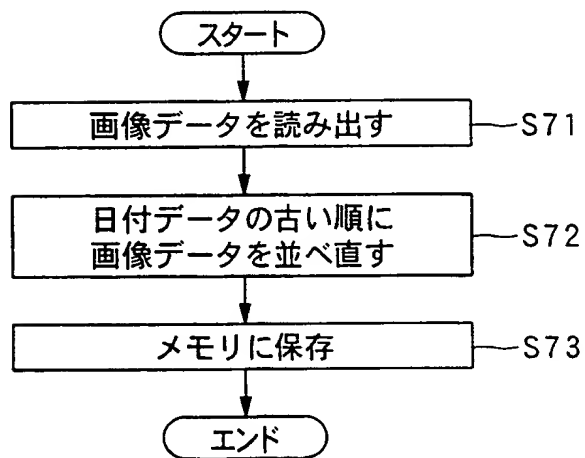 スタート
画像データを読み出す
S71
日付データの古い順に
画像データを並べ直す
S72
メモリに保存
S73
エンド